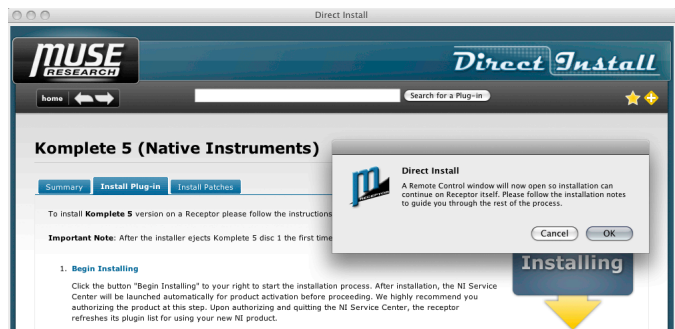 Direct Install
MUSE
RESEARCH
Direct Install
home
Search for a Plug-in
Komplete 5 (Native Instruments)
Summary
Install Plug-in
Install Patches
To install Komplete 5 version on a Receptor please follow the instructions
Important Note: After the installer ejects Komplete 5 disc 1 the first time
Direct Install
A Remote Control window will now open so installation can
continue on Receptor itself. Please follow the installation notes
to guide you through the rest of the process.
Cancel
OK
1. Begin Installing
Click the button "Begin Installing" to your right to start the installation process. After installation, the NI Service
Center will be launched automatically for product activation before proceeding. We highly recommend you
authorizing the product at this step. Upon authorizing and quitting the NI Service Center, the receptor
refreshes its plugin list for using your new NI product.
Installing